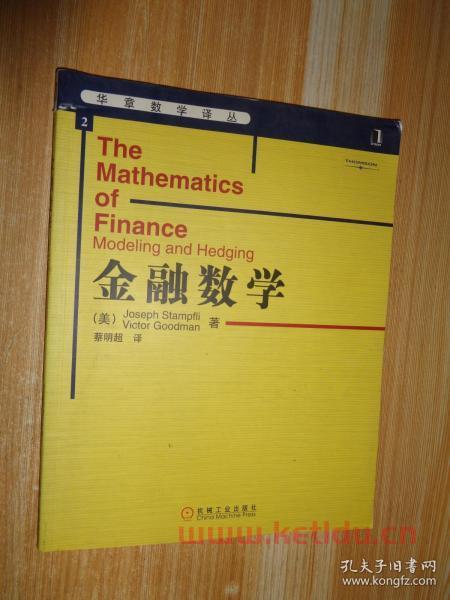 华章数学译丛
2
The
Mathematics
of
Finance
Modeling and Hedging
金融数学
(美) Joseph Stampfli
Victor Goodman 著
蔡明超 译
机械工业出版社
China Machine Press
www.ketldu.cn
孔夫子旧书网
www.kongfz.com